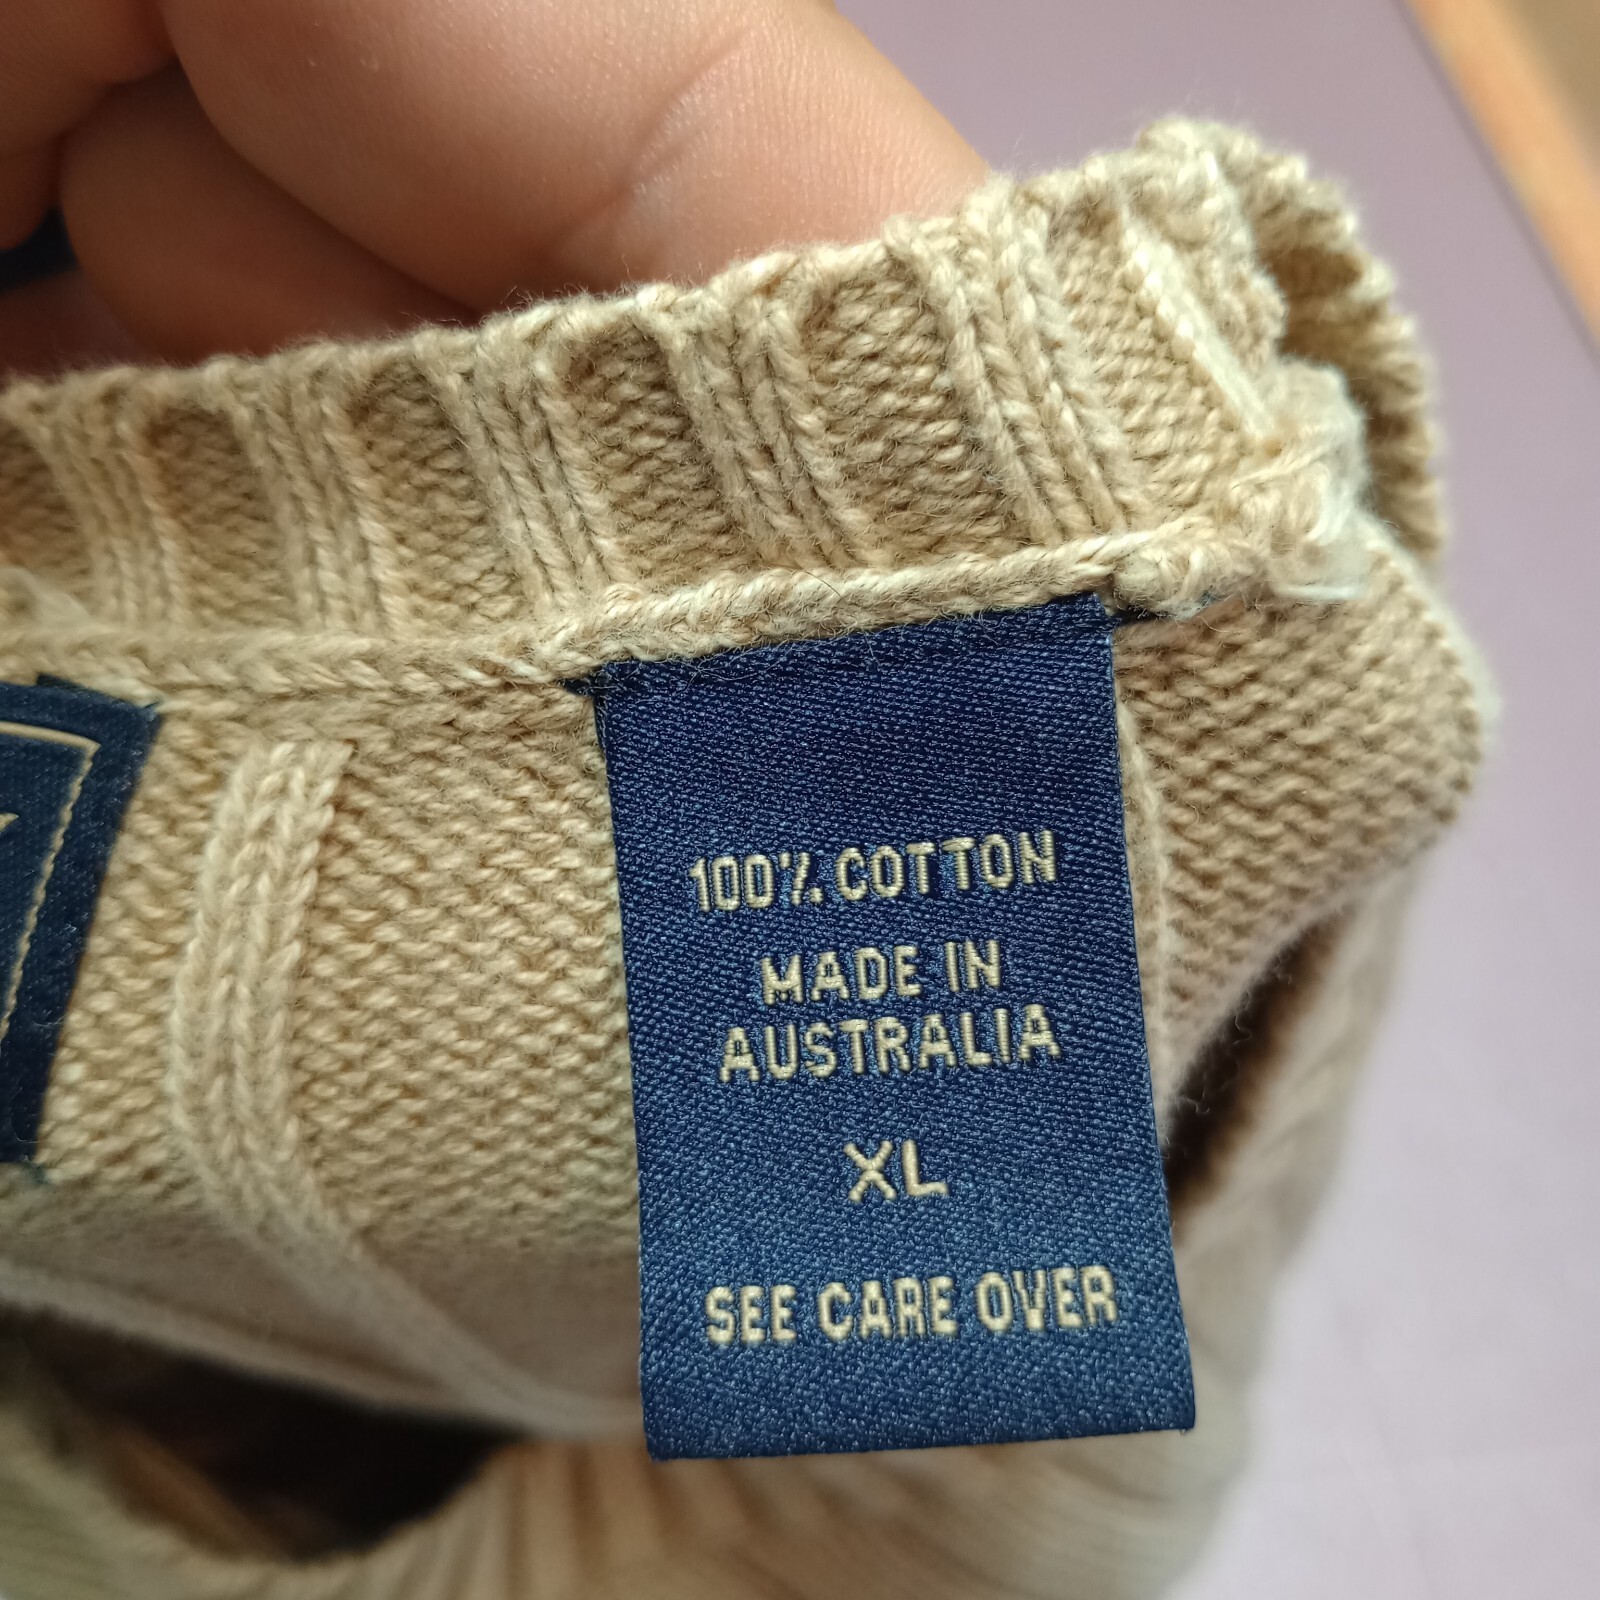 100% COTTON
MADE IN
AUSTRALIA
XL
SEE CARE OVER